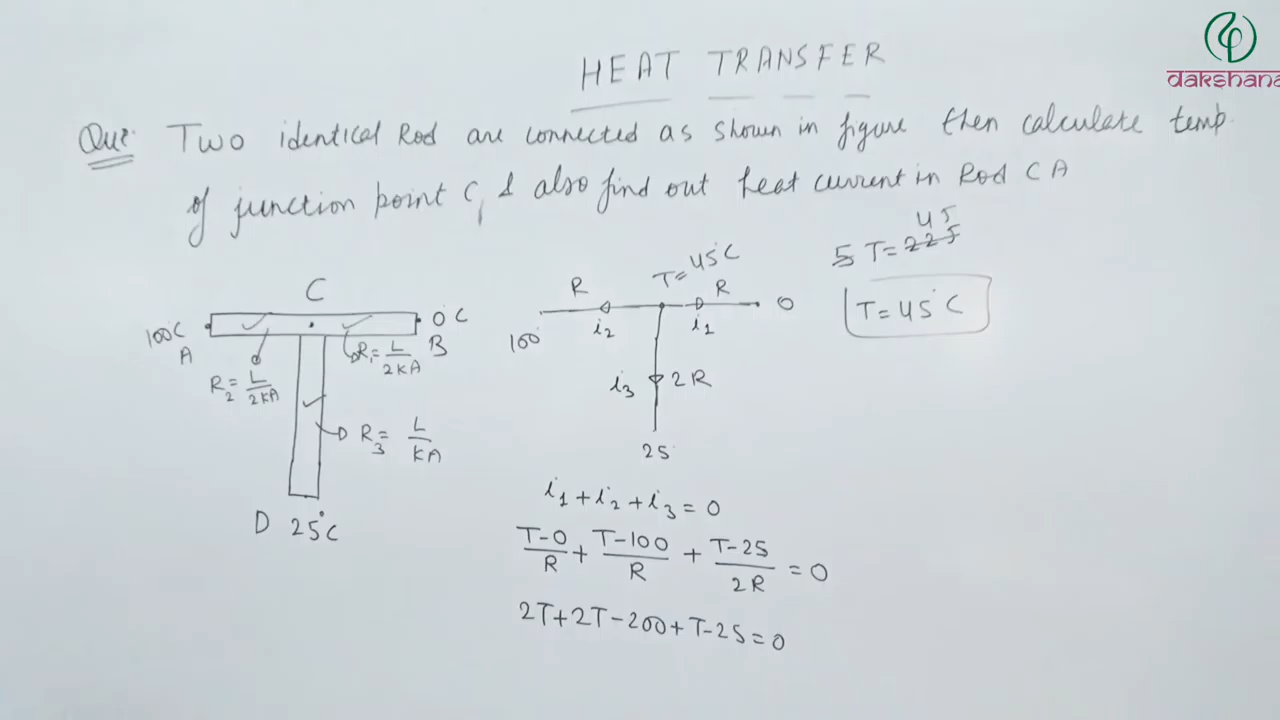 dakshana
HEAT TRANSFER
Que: Two identical Rod are connected as shown in figure then calculate temp.
of junction point C, & also find out heat current in Rod CA
C
100°C
A
0°C
B
R₂ = L/2KA
R₁ = L/2KA
R₃ = L/KA
D 25°C
T = 45°C
R
R
100°
i₂
i₁
0
i₃
2R
25
i₁ + i₂ + i₃ = 0
T-0/R + T-100/R + T-25/2R = 0
2T+2T-200+T-25=0
45
5 T = 225
T = 45°C